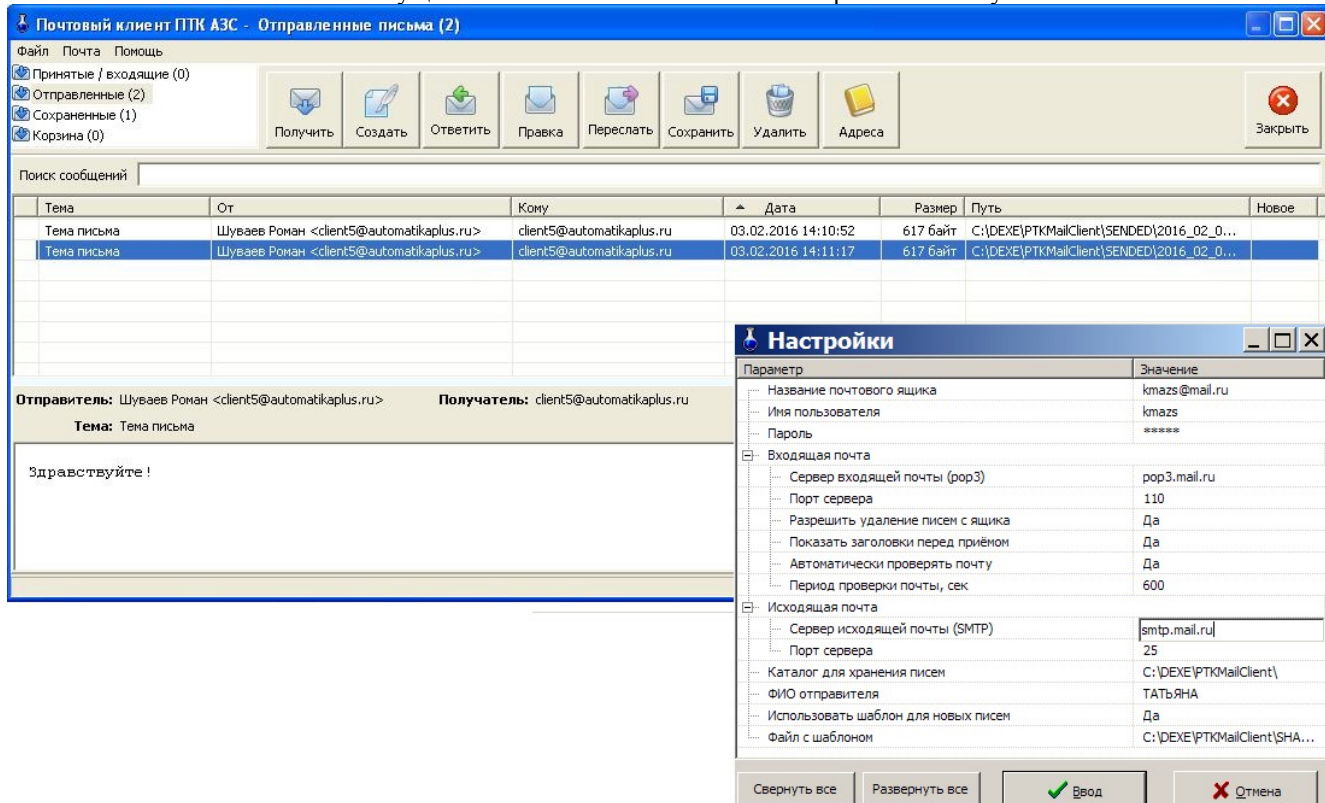 Почтовый клиент ПТК АЗС - Отправленные письма (2)
Файл Почта Помощь
Принятые / входящие (0)
Отправленные (2)
Сохраненные (1)
Корзина (0)
Получить Создать Ответить Правка Переслать Сохранить Удалить Адреса Закрыть
Поиск сообщений
Тема От Кому Дата Размер Путь Новое
Тема письма Шуваев Роман <client5@automatikaplus.ru> client5@automatikaplus.ru 03.02.2016 14:10:52 617 байт C:\DEXE\PTKMailClient\SENDED\2016_02_0...
Тема письма Шуваев Роман <client5@automatikaplus.ru> client5@automatikaplus.ru 03.02.2016 14:11:17 617 байт C:\DEXE\PTKMailClient\SENDED\2016_02_0...
Отправитель: Шуваев Роман <client5@automatikaplus.ru> Получатель: client5@automatikaplus.ru
Тема: Тема письма
Здравствуйте!
Настройки
Параметр Значение
Название почтового ящика kmazs@mail.ru
Имя пользователя kmazs
Пароль *****
Входящая почта
Сервер входящей почты (pop3) pop3.mail.ru
Порт сервера 110
Разрешить удаление писем с ящика Да
Показать заголовки перед приёмом Да
Автоматически проверять почту Да
Период проверки почты, сек 600
Исходящая почта
Сервер исходящей почты (SMTP) smtp.mail.ru
Порт сервера 25
Каталог для хранения писем C:\DEXE\PTKMailClient\
ФИО отправителя ТАТЬЯНА
Использовать шаблон для новых писем Да
Файл с шаблоном C:\DEXE\PTKMailClient\SHA...
Свернуть все Развернуть все Ввод Отмена